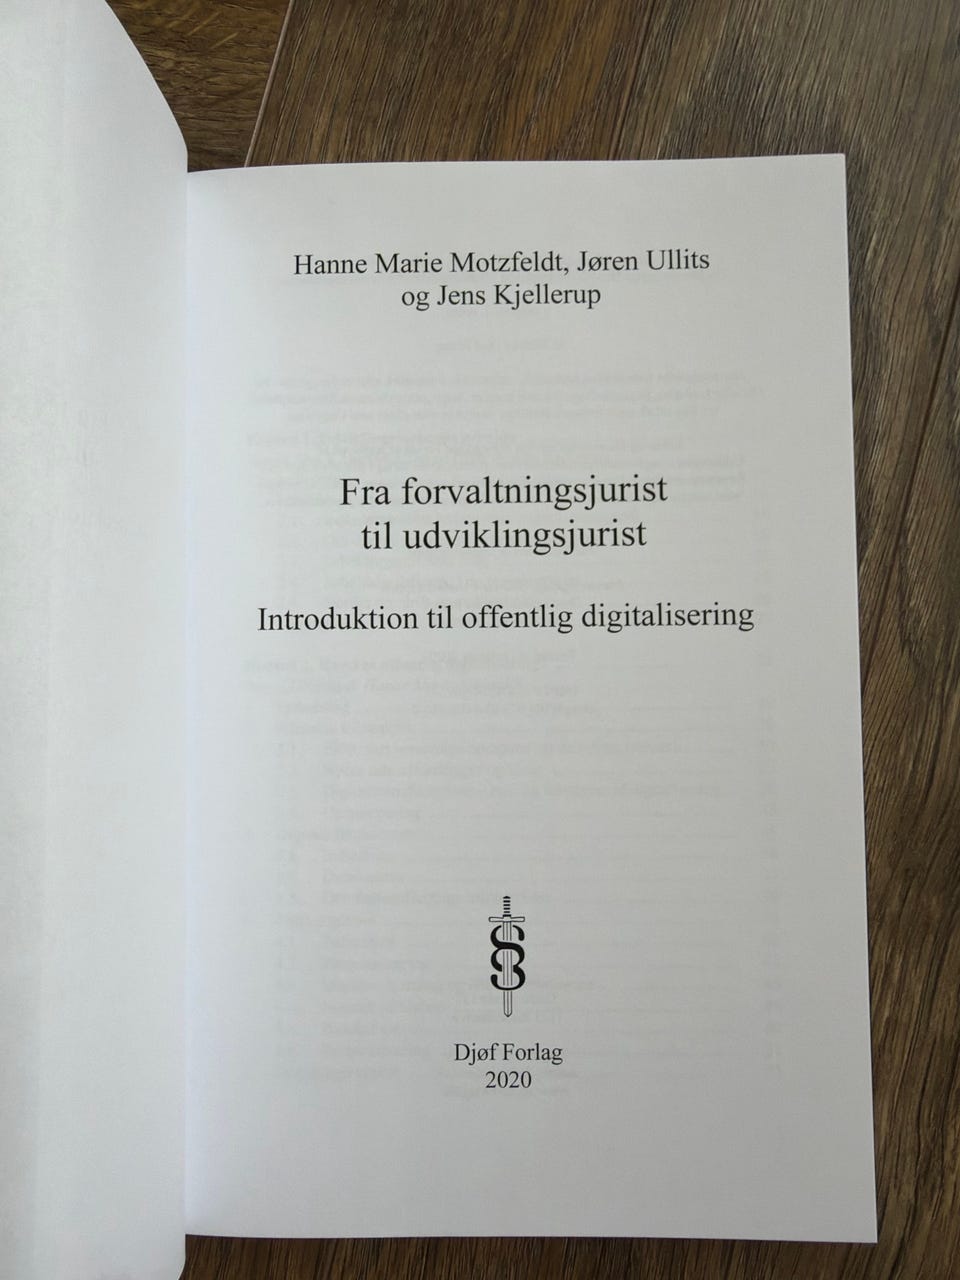 Hanne Marie Motzfeldt, Jøren Ullits
og Jens Kjellerup
Fra forvaltningsjurist
til udviklingsjurist
Introduktion til offentlig digitalisering
Djøf Forlag
2020